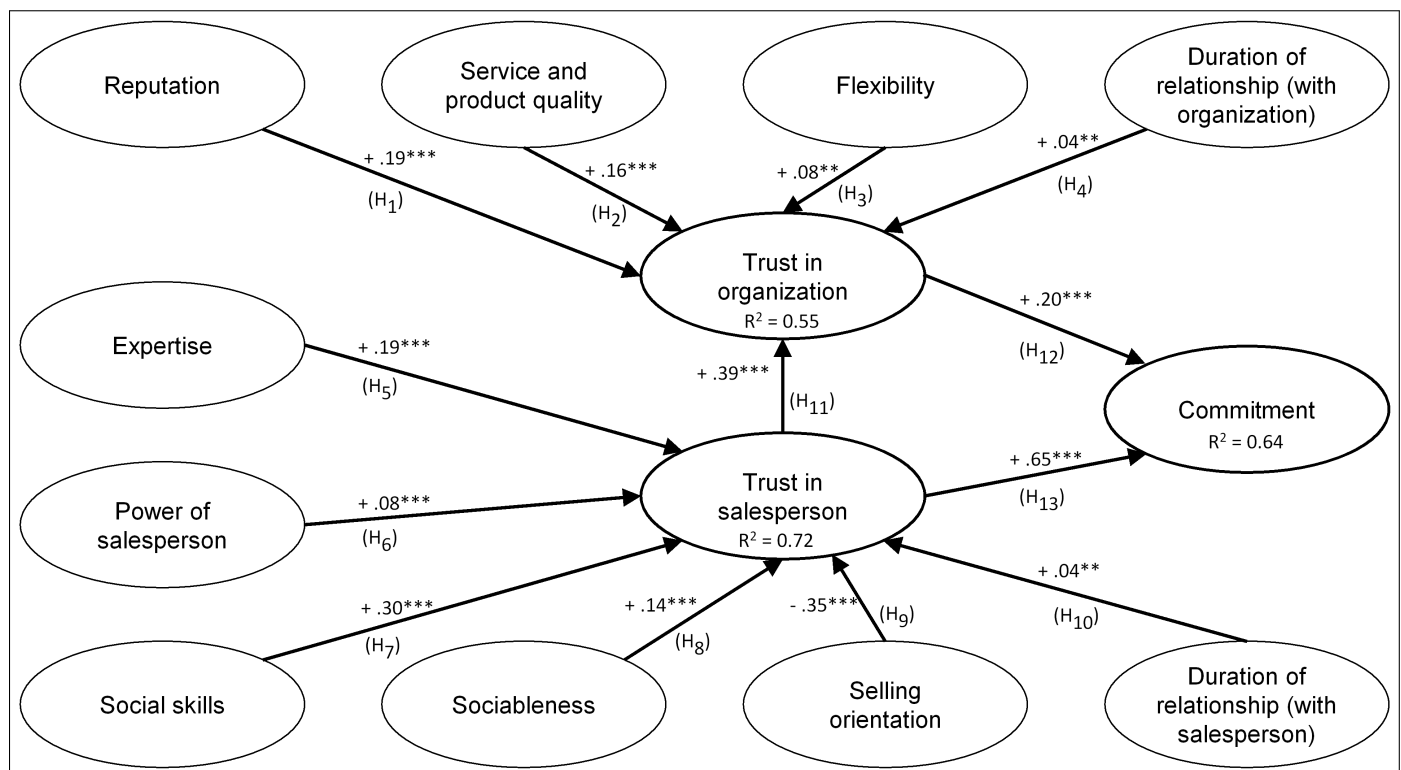 Reputation
Service and
product quality
Flexibility
Duration of
relationship (with
organization)
+ .19***
(H1)
+ .16***
(H2)
+ .08**
(H3)
+ .04**
(H4)
Trust in
organization
R² = 0.55
Expertise
+ .19***
(H5)
+ .39***
(H11)
+ .20***
(H12)
Commitment
R² = 0.64
Power of
salesperson
+ .08***
(H6)
Trust in
salesperson
R² = 0.72
+ .65***
(H13)
Social skills
+ .30***
(H7)
Sociableness
+ .14***
(H8)
Selling
orientation
- .35***
(H9)
Duration of
relationship (with
salesperson)
+ .04**
(H10)